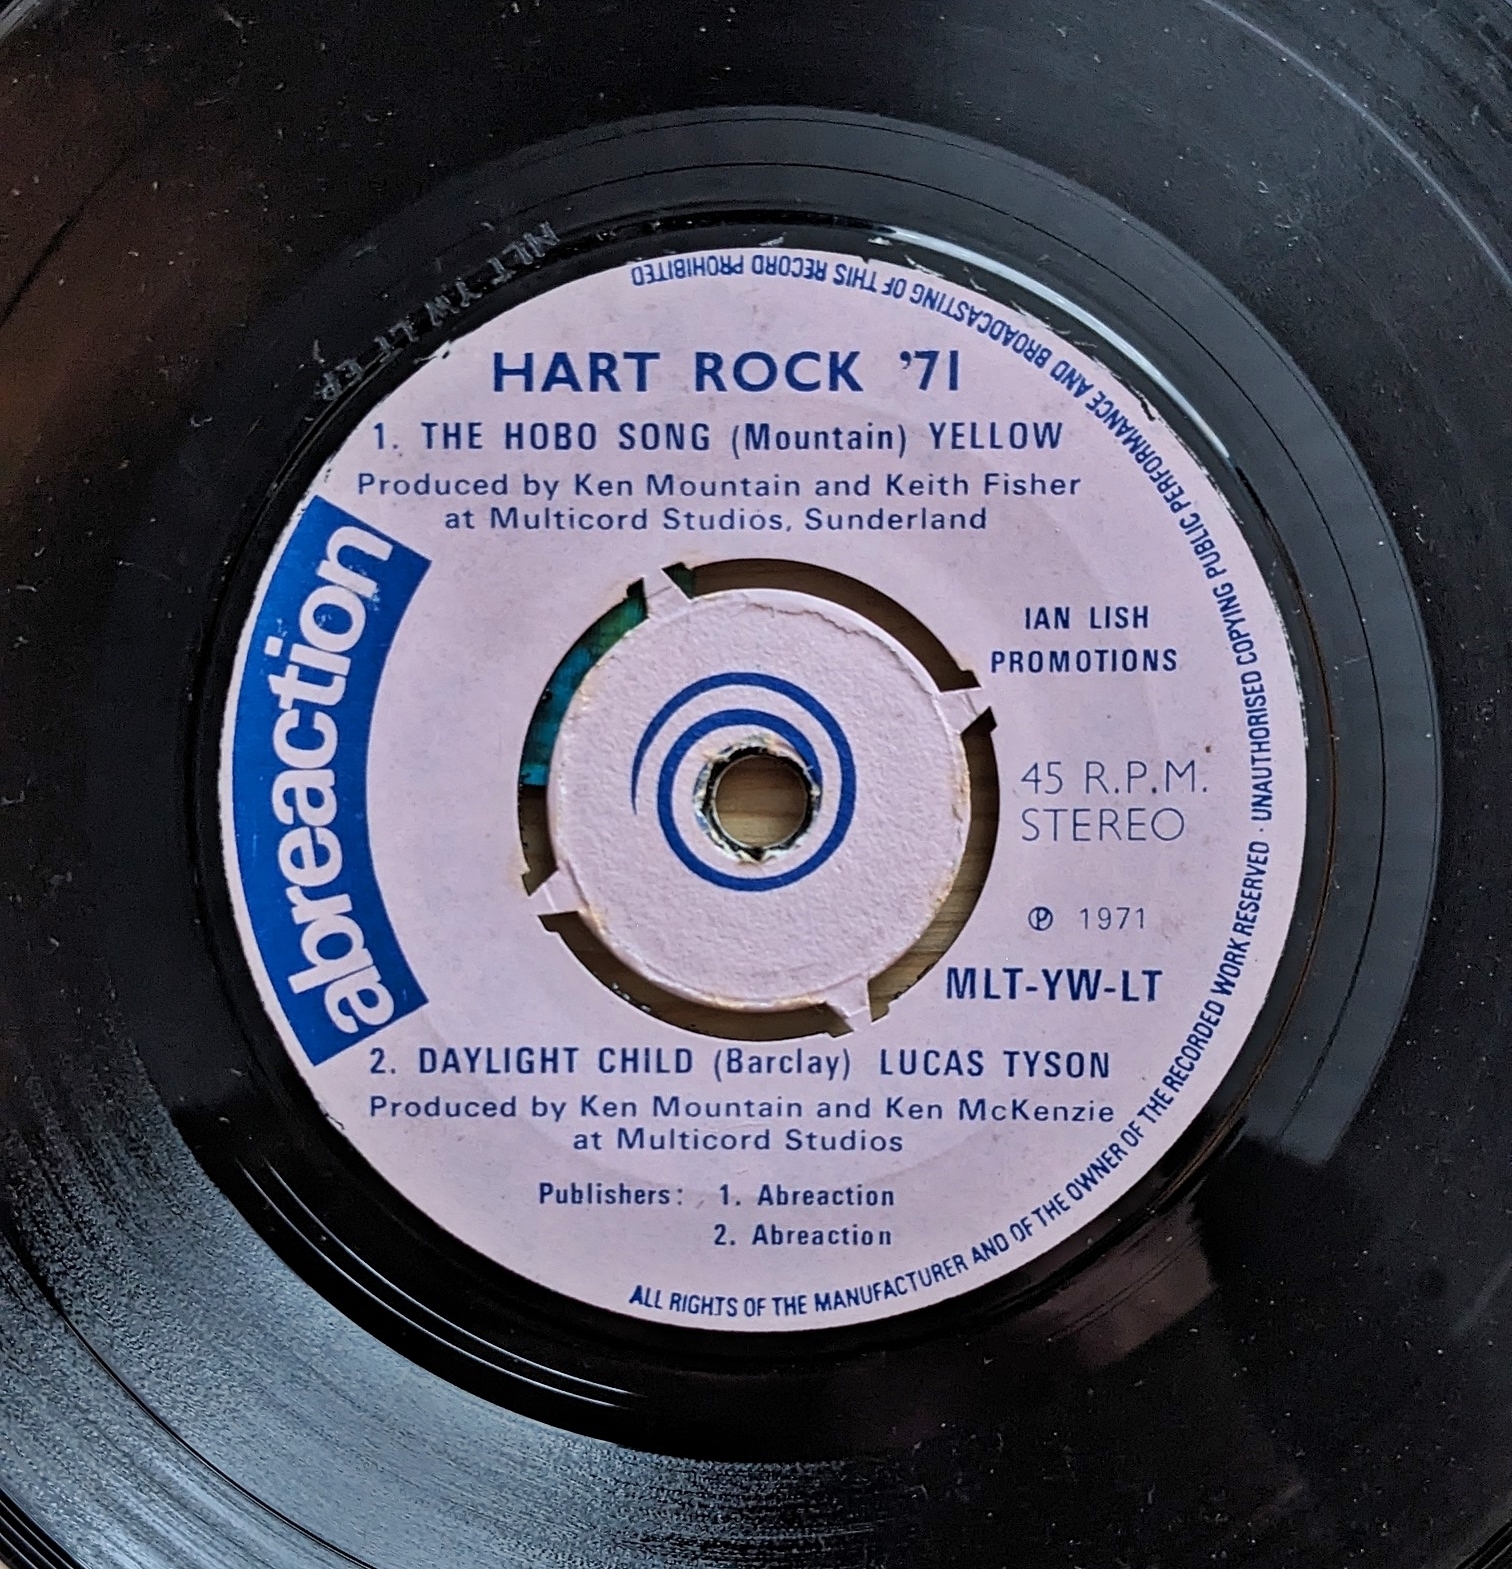 HART ROCK '71
1. THE HOBO SONG (Mountain) YELLOW
Produced by Ken Mountain and Keith Fisher
at Multicord Studios, Sunderland
abreaction
IAN LISH
PROMOTIONS
45 R.P.M.
STEREO
℗ 1971
MLT-YW-LT
2. DAYLIGHT CHILD (Barclay) LUCAS TYSON
Produced by Ken Mountain and Ken McKenzie
at Multicord Studios
Publishers: 1. Abreaction
2. Abreaction
ALL RIGHTS OF THE MANUFACTURER AND OF THE OWNER OF THE RECORDED WORK RESERVED · UNAUTHORISED COPYING PUBLIC PERFORMANCE AND BROADCASTING OF THIS RECORD PROHIBITED
MLT YW LT EP